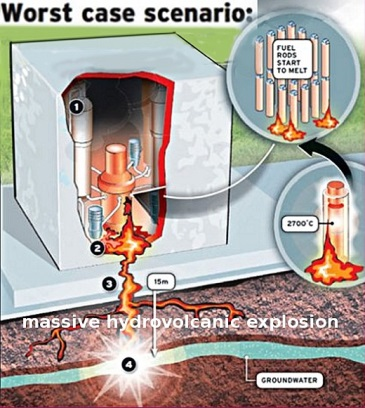 Worst case scenario:
FUEL
RODS
START
TO MELT
1
2700°C
2
3
15m
massive hydrovolcanic explosion
4
GROUNDWATER